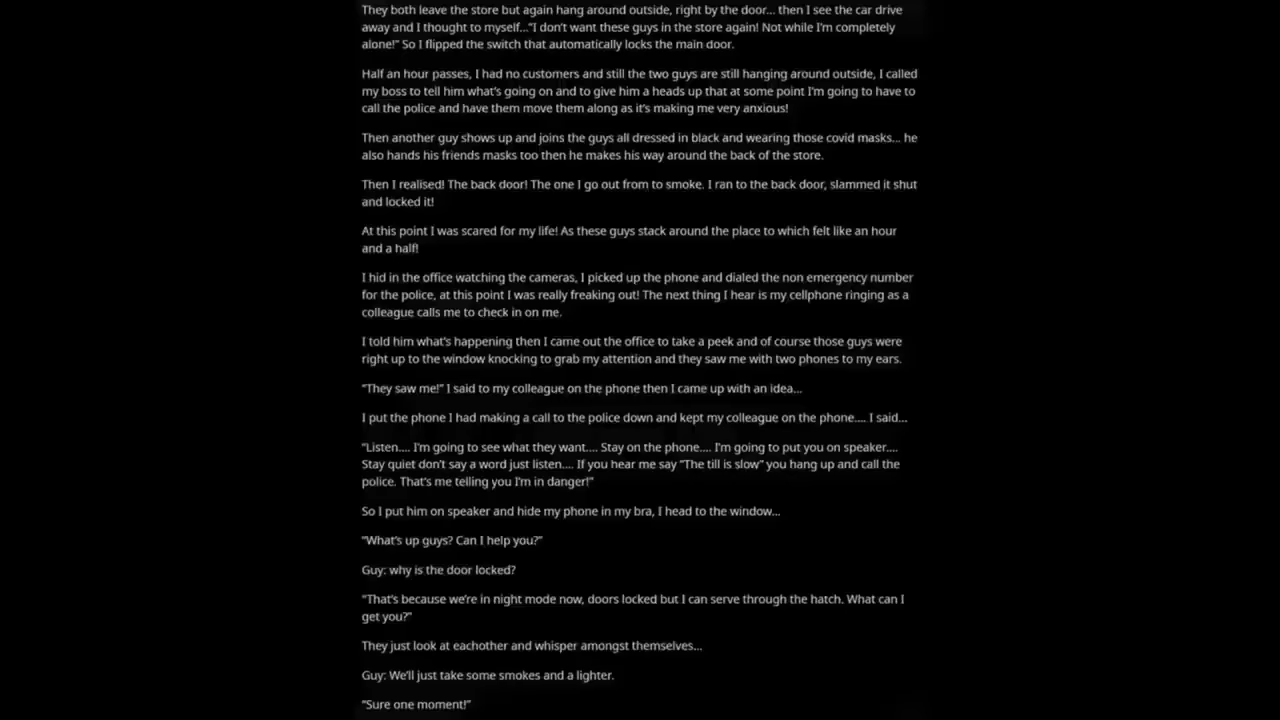 They both leave the store but again hang around outside, right by the door... then I see the car drive
away and I thought to myself..."I don't want these guys in the store again! Not while I'm completely
alone!" So I flipped the switch that automatically locks the main door.
Half an hour passes, I had no customers and still the two guys are still hanging around outside, I called
my boss to tell him what's going on and to give him a heads up that at some point I'm going to have to
call the police and have them move them along as it's making me very anxious!
Then another guy shows up and joins the guys all dressed in black and wearing those covid masks... he
also hands his friends masks too then he makes his way around the back of the store.
Then I realised! The back door! The one I go out from to smoke. I ran to the back door, slammed it shut
and locked it!
At this point I was scared for my life! As these guys stack around the place to which felt like an hour
and a half!
I hid in the office watching the cameras, I picked up the phone and dialed the non emergency number
for the police, at this point I was really freaking out! The next thing I hear is my cellphone ringing as a
colleague calls me to check in on me.
I told him what's happening then I came out the office to take a peek and of course those guys were
right up to the window knocking to grab my attention and they saw me with two phones to my ears.
"They saw me!" I said to my colleague on the phone then I came up with an idea...
I put the phone I had making a call to the police down and kept my colleague on the phone.... I said...
"Listen.... I'm going to see what they want.... Stay on the phone.... I'm going to put you on speaker....
Stay quiet don't say a word just listen.... If you hear me say "The till is slow" you hang up and call the
police. That's me telling you I'm in danger!"
So I put him on speaker and hide my phone in my bra, I head to the window...
"What's up guys? Can I help you?"
Guy: why is the door locked?
"That's because we're in night mode now, doors locked but I can serve through the hatch. What can I
get you?"
They just look at eachother and whisper amongst themselves...
Guy: We'll just take some smokes and a lighter.
"Sure one moment!"